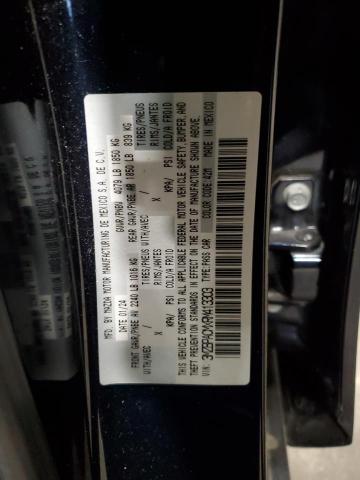 MFD. BY MAZDA MOTOR MANUFACTURING DE MEXICO S.A. DE C.V.
DATE: 01/24 GVWR/PNBV 4079 LB 1850 KG
FRONT GAWR/PNBE AV 2240 LB 1016 KG REAR GAWR/PNBE AR 1850 LB 839 KG
WITH/AVEC TIRES/PNEUS WITH/AVEC TIRES/PNEUS
X RIMS/JANTES X RIMS/JANTES
KPA/ PSI COLD/A FROID KPA/ PSI COLD/A FROID
THIS VEHICLE CONFORMS TO ALL APPLICABLE FEDERAL MOTOR VEHICLE SAFETY, BUMPER, AND
THEFT PREVENTION STANDARDS IN EFFECT ON THE DATE OF MANUFACTURE SHOWN ABOVE.
COLOR CODE: 42M MADE IN MEXICO
VIN: TYPE: PASS CAR